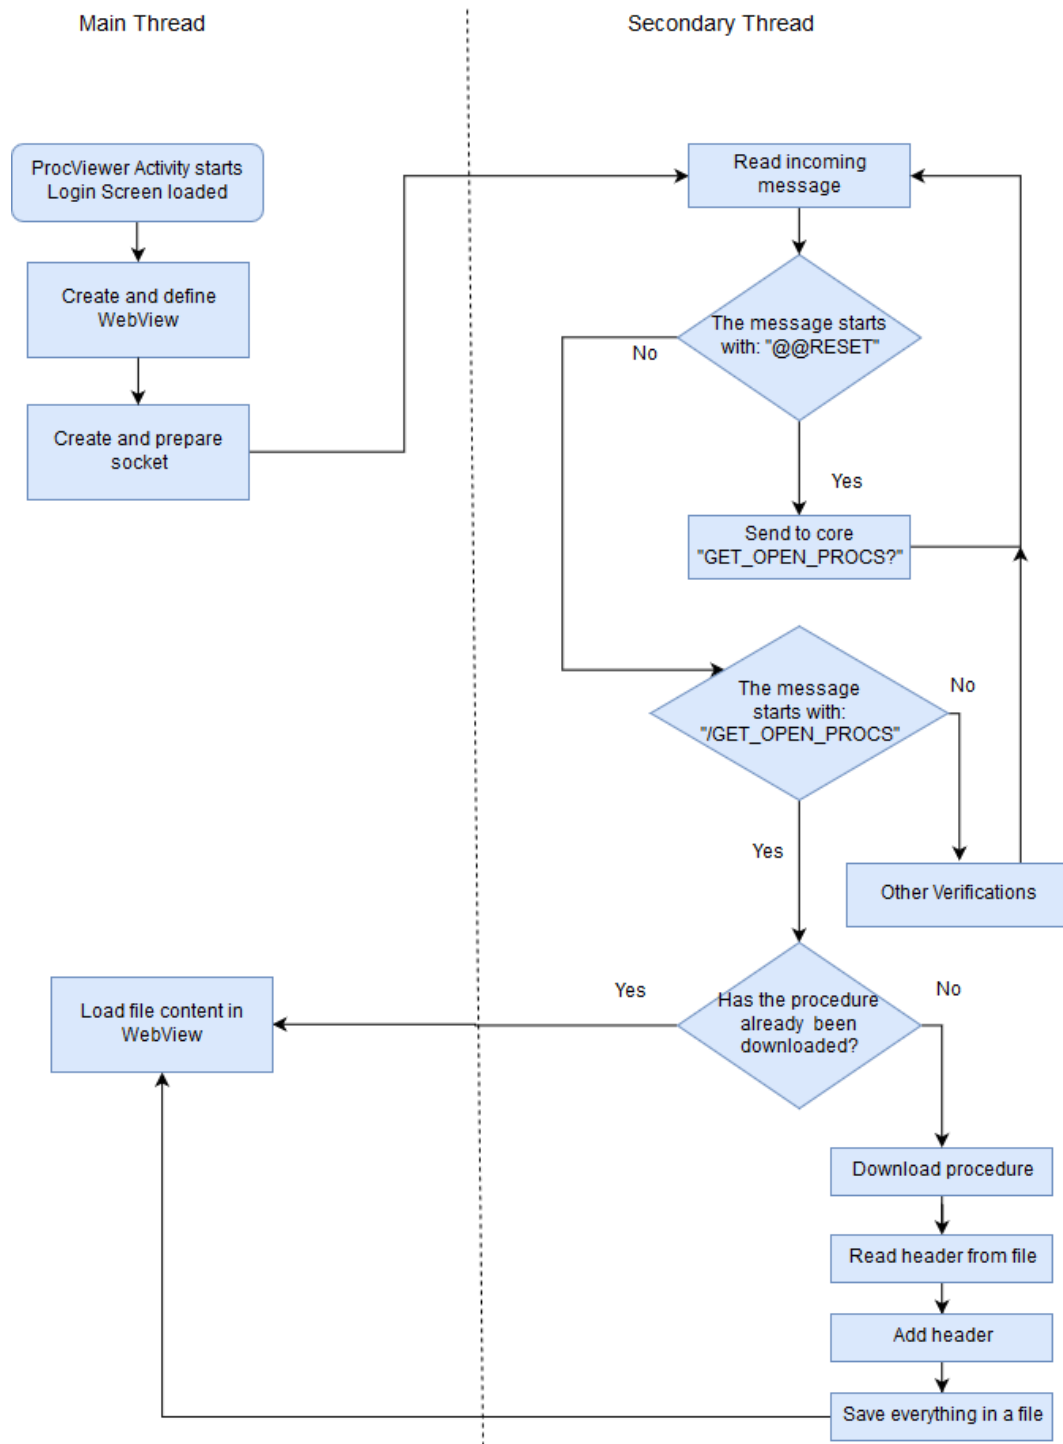 Main Thread
Secondary Thread
ProcViewer Activity starts
Login Screen loaded
Read incoming
message
Create and define
WebView
The message starts
with: "@@RESET"
No
Create and prepare
socket
Yes
Send to core
"GET_OPEN_PROCS?"
The message
starts with:
"/GET_OPEN_PROCS"
No
Yes
Other Verifications
Load file content in
WebView
Yes
Has the procedure
already been
downloaded?
No
Download procedure
Read header from file
Add header
Save everything in a file